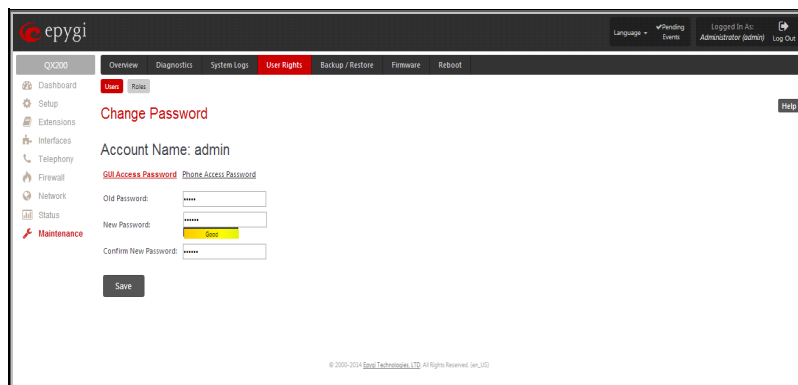 epygi
Language
Pending Events
Logged In As:
Administrator (admin)
Log Out
QX200
Overview Diagnostics System Logs User Rights Backup / Restore Firmware Reboot
Dashboard
Setup
Extensions
Interfaces
Telephony
Firewall
Network
Status
Maintenance
Users Roles
Help
Change Password
Account Name: admin
GUI Access Password Phone Access Password
Old Password: •••••
New Password: ••••••
Good
Confirm New Password: ••••••
Save
© 2000-2014 Epygi Technologies, LTD. All Rights Reserved. (en_US)